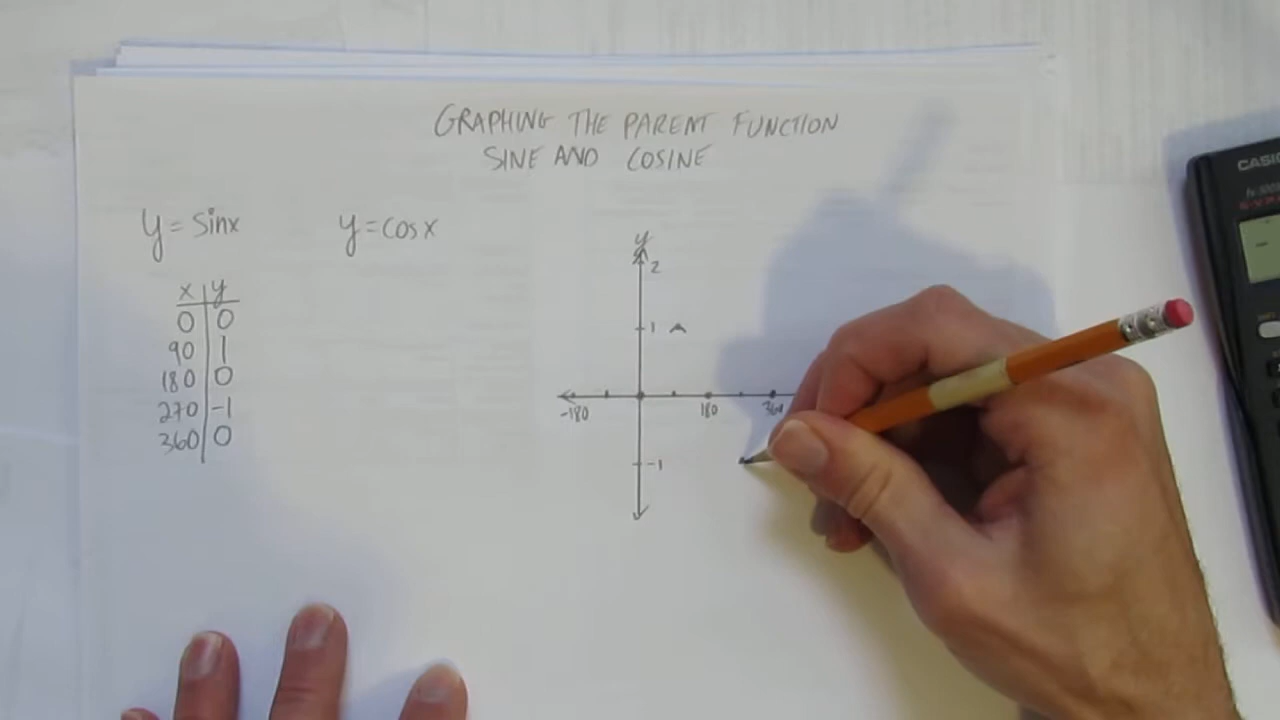 GRAPHING THE PARENT FUNCTION
SINE AND COSINE
y = sinx
y = cosx
x y
0 0
90 1
180 0
270 -1
360 0
y
2
1
-180 180 360
-1
CASIO